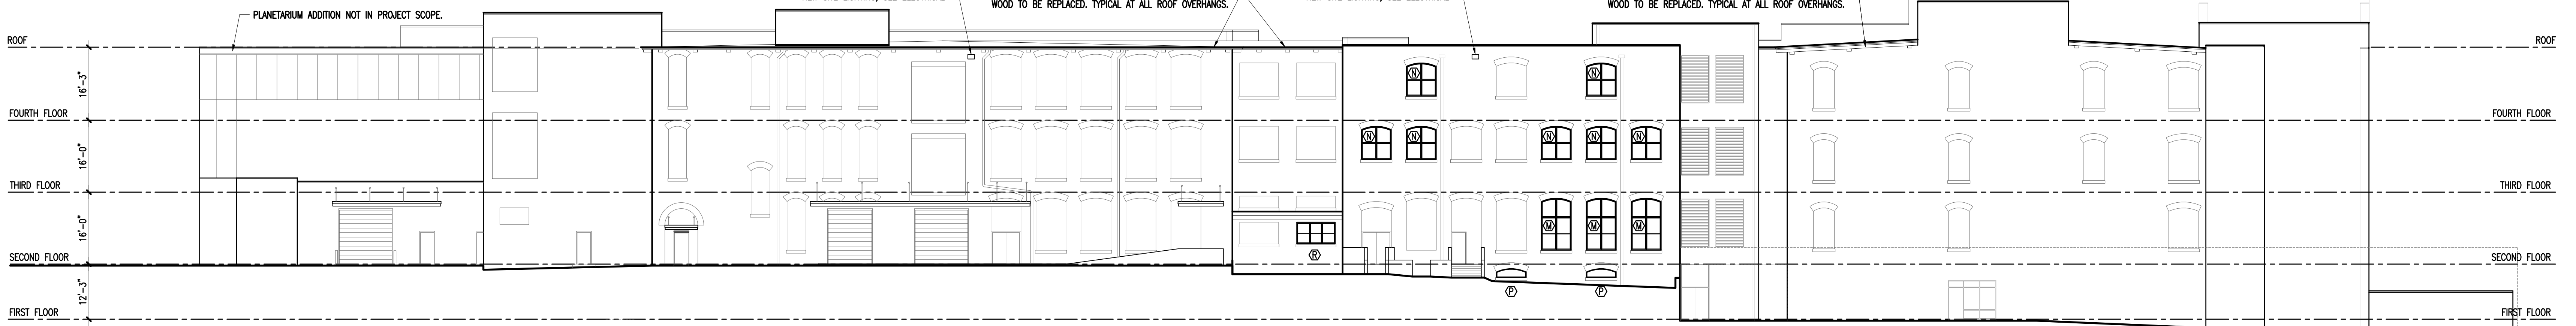 PLANETARIUM ADDITION NOT IN PROJECT SCOPE.
WOOD TO BE REPLACED. TYPICAL AT ALL ROOF OVERHANGS.
WOOD TO BE REPLACED. TYPICAL AT ALL ROOF OVERHANGS.
ROOF
ROOF
16'-3"
N
N
FOURTH FLOOR
FOURTH FLOOR
16'-0"
N
N
N
N
N
THIRD FLOOR
THIRD FLOOR
16'-0"
M
M
M
R
SECOND FLOOR
SECOND FLOOR
12'-3"
P
P
FIRST FLOOR
FIRST FLOOR